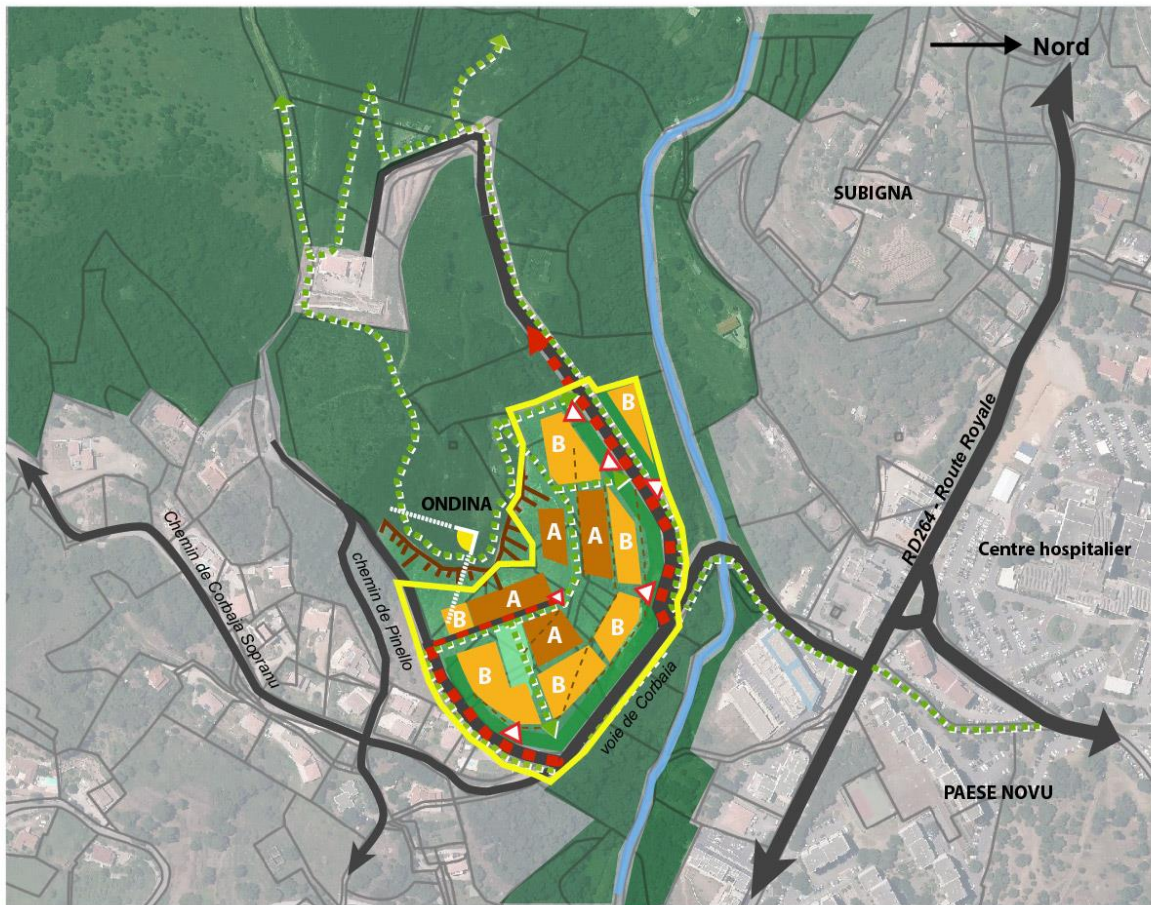 Nord
SUBIGNA
RD264 - Route Royale
B
B
ONDINA
Centre hospitalier
A
A
B
Chemin de Corbaja Sopranu
chemin de Pinello
A
B
A
B
B
B
voie de Corbaia
PAESE NOVU